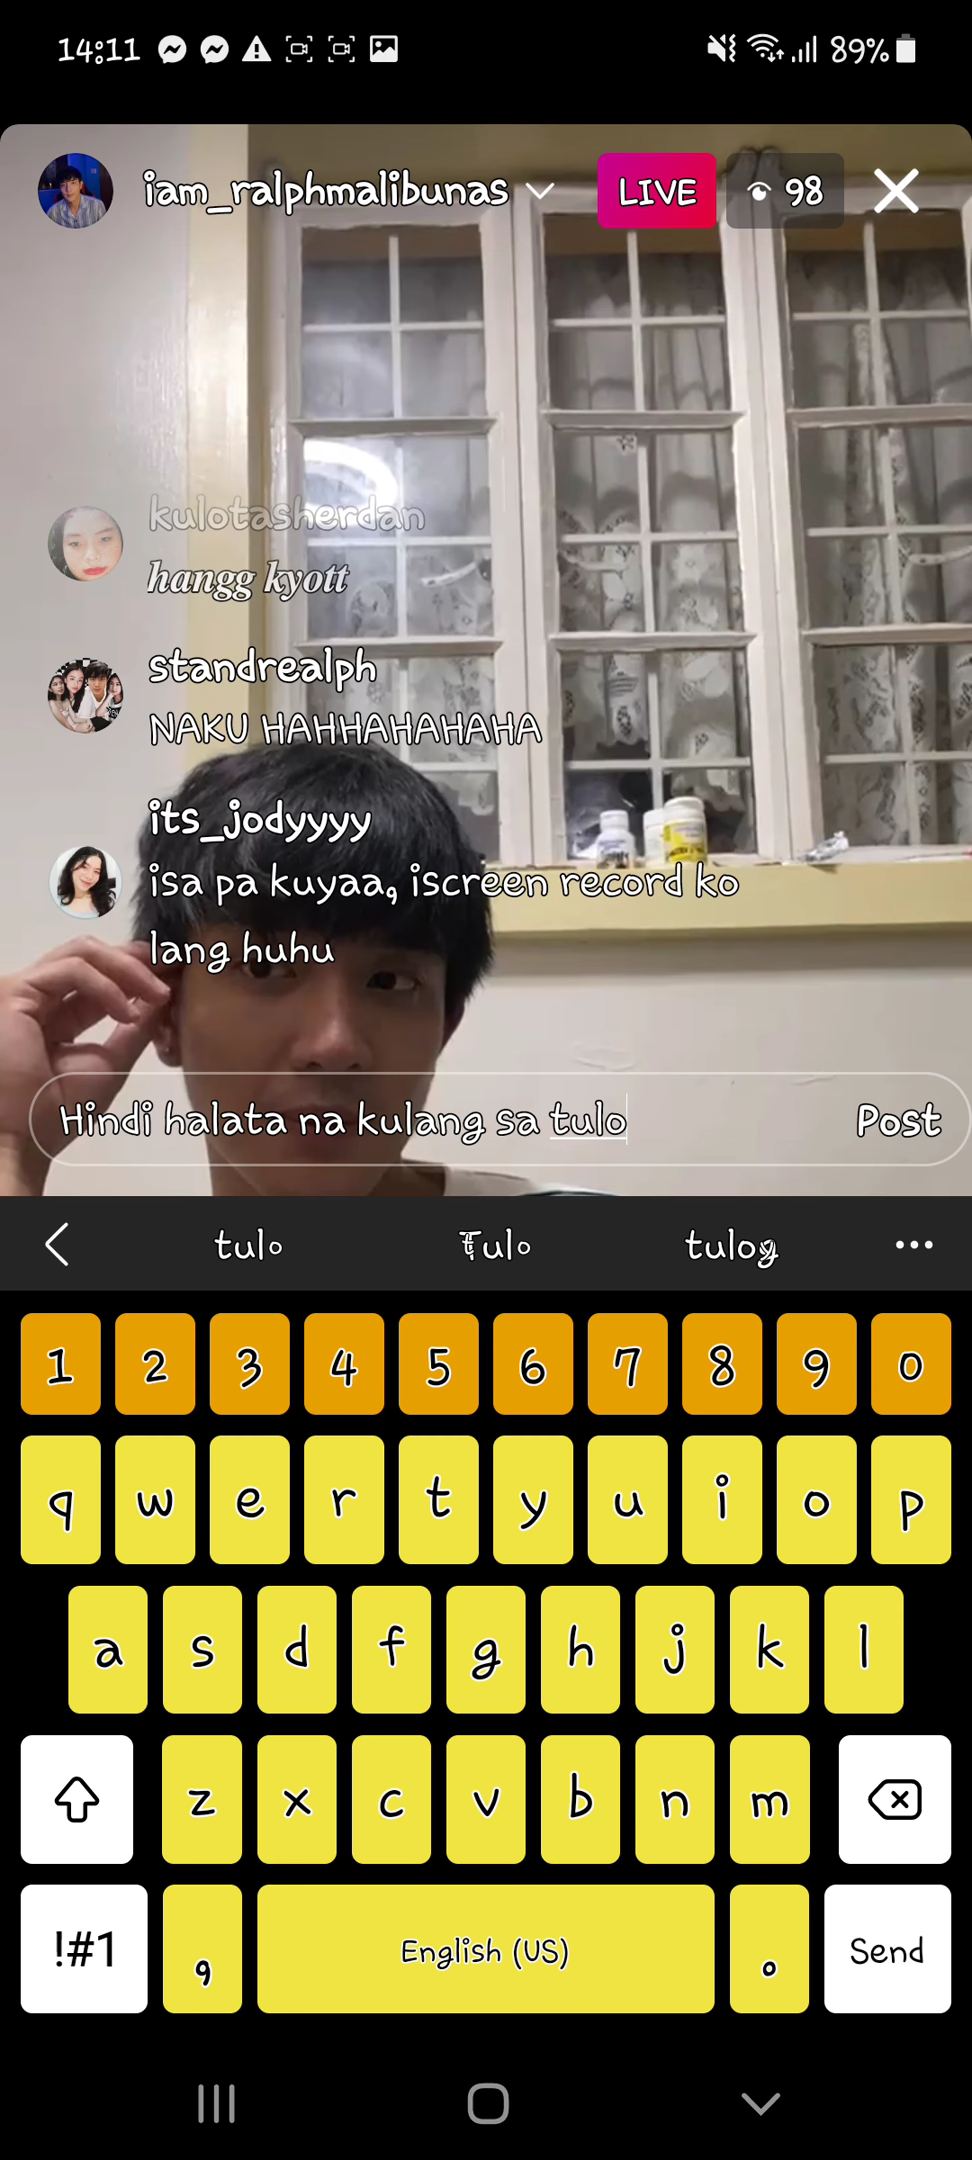 14:11
89%
iam_ralphmalibunas
LIVE
98
kulotasherdan
hangg kyott
standrealph
NAKU HAHHAHAHAHA
its_jodyyyy
isa pa kuyaa, iscreen record ko
lang huhu
Hindi halata na kulang sa tulo
Post
tulo Tulo tulog
1 2 3 4 5 6 7 8 9 0
q w e r t y u i o p
a s d f g h j k l
z x c v b n m
!#1 , English (US) . Send